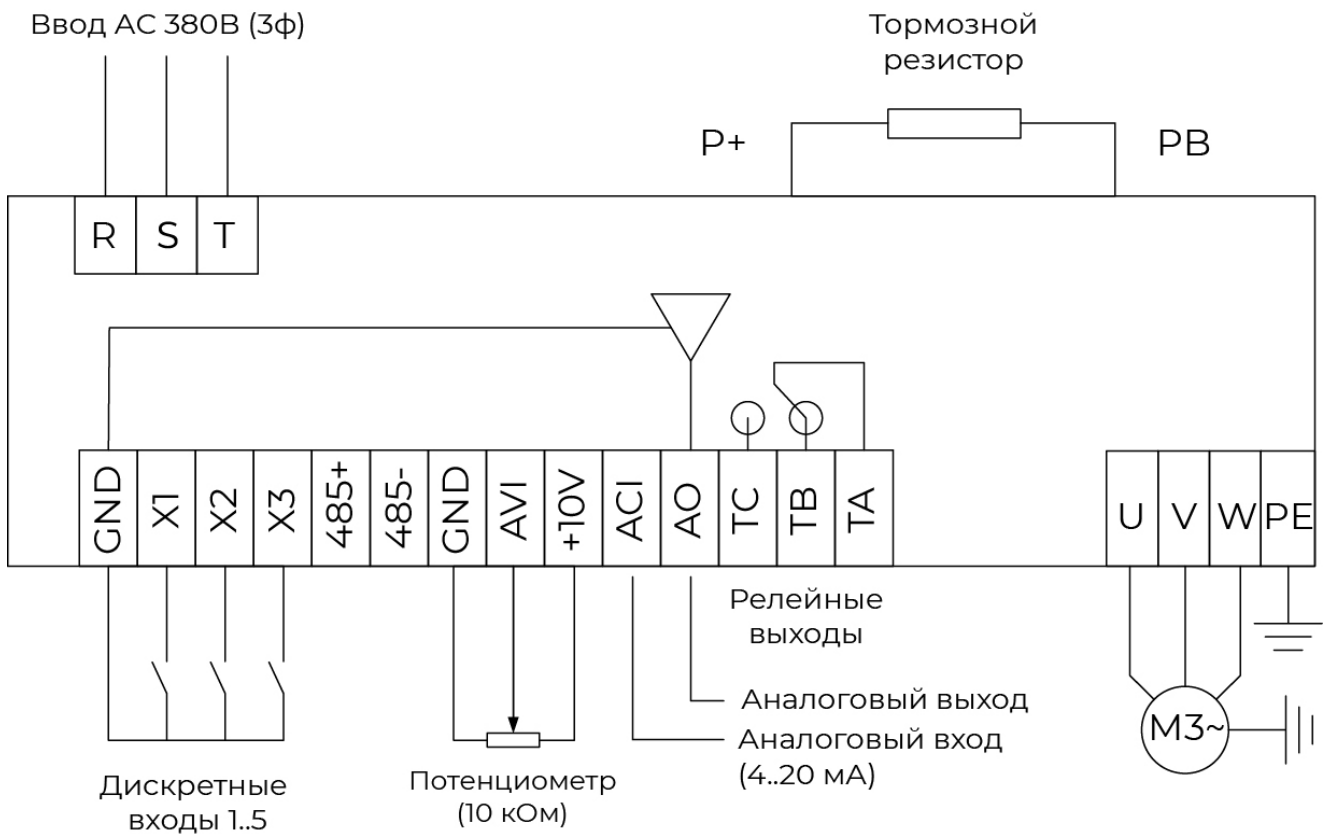 Ввод АС 380В (3ф)
Тормозной
резистор
P+
PB
R S T
GND X1 X2 X3 485+ 485- GND AVI +10V ACI AO TC TB TA
U V W PE
Релейные
выходы
Аналоговый выход
Аналоговый вход
(4..20 мА)
М3~
Дискретные
входы 1..5
Потенциометр
(10 кОм)